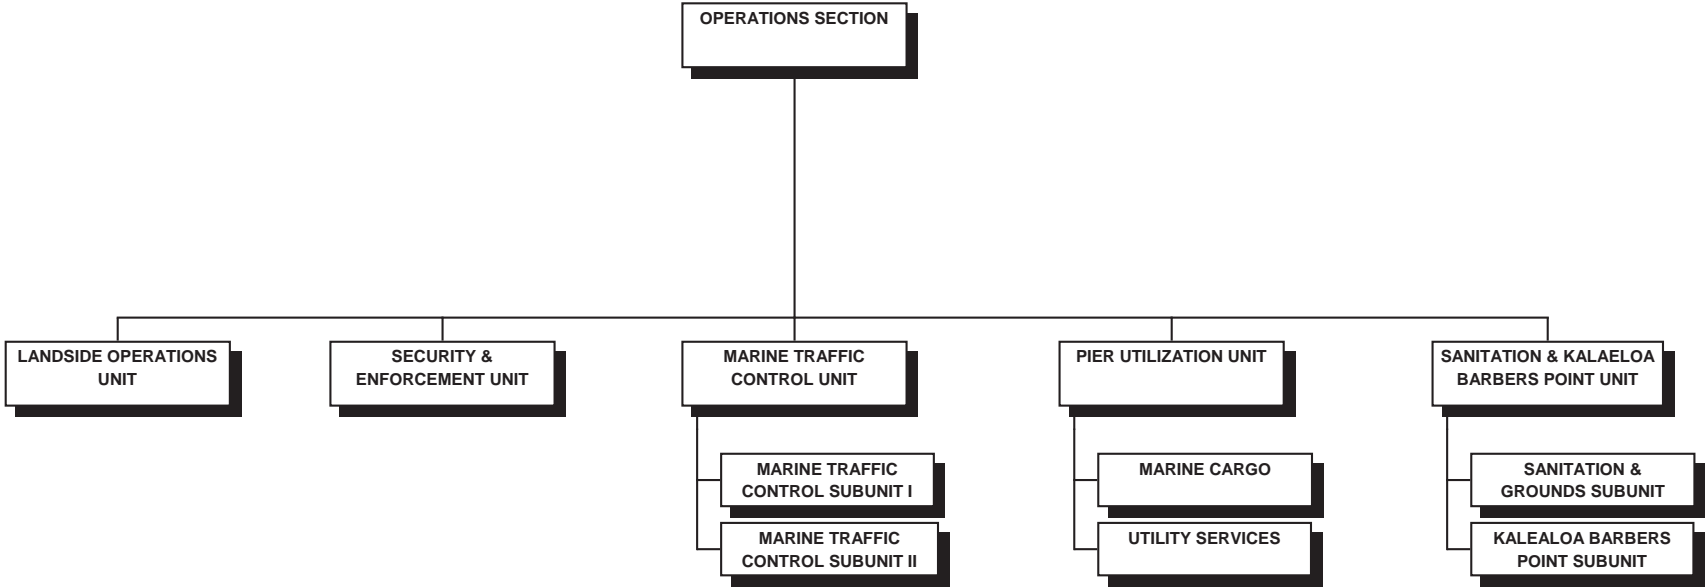 OPERATIONS SECTION
LANDSIDE OPERATIONS
UNIT
SECURITY &
ENFORCEMENT UNIT
MARINE TRAFFIC
CONTROL UNIT
PIER UTILIZATION UNIT
SANITATION & KALAELOA
BARBERS POINT UNIT
MARINE TRAFFIC
CONTROL SUBUNIT I
MARINE TRAFFIC
CONTROL SUBUNIT II
MARINE CARGO
UTILITY SERVICES
SANITATION &
GROUNDS SUBUNIT
KALEALOA BARBERS
POINT SUBUNIT